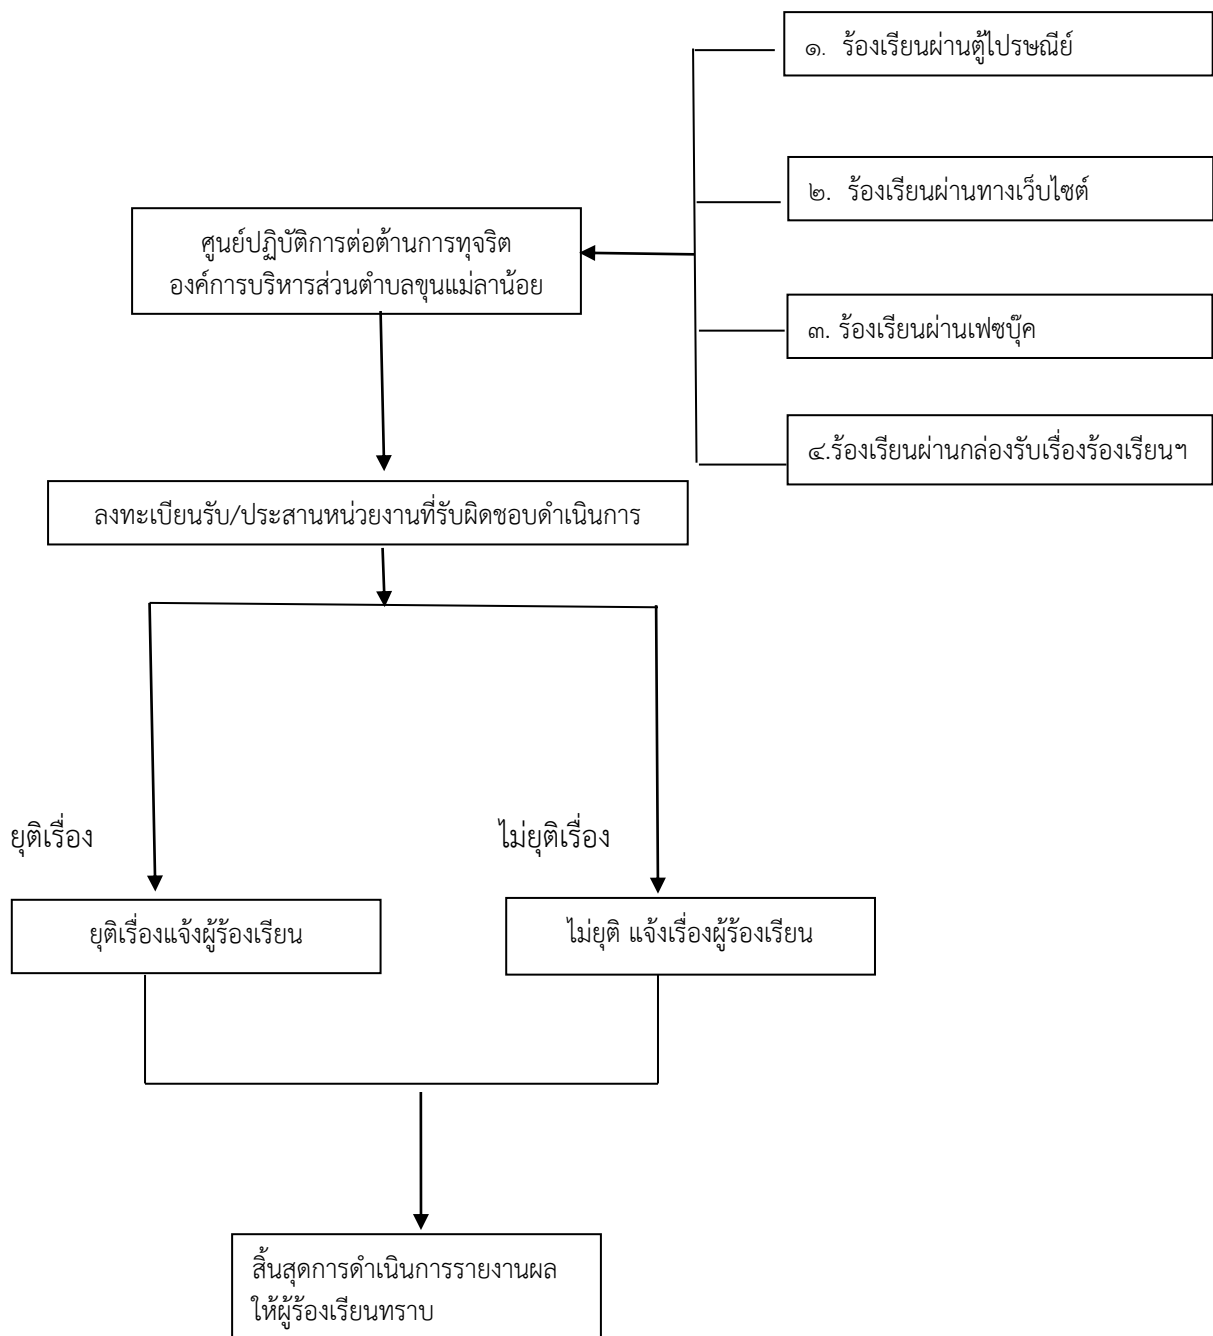 ๑. ร้องเรียนผ่านตู้ไปรษณีย์
๒. ร้องเรียนผ่านทางเว็บไซต์
ศูนย์ปฏิบัติการต่อต้านการทุจริต
องค์การบริหารส่วนตำบลขุนแม่ลาน้อย
๓. ร้องเรียนผ่านเฟซบุ๊ค
๔.ร้องเรียนผ่านกล่องรับเรื่องร้องเรียนฯ
ลงทะเบียนรับ/ประสานหน่วยงานที่รับผิดชอบดำเนินการ
ยุติเรื่อง
ไม่ยุติเรื่อง
ยุติเรื่องแจ้งผู้ร้องเรียน
ไม่ยุติ แจ้งเรื่องผู้ร้องเรียน
สิ้นสุดการดำเนินการรายงานผล
ให้ผู้ร้องเรียนทราบ